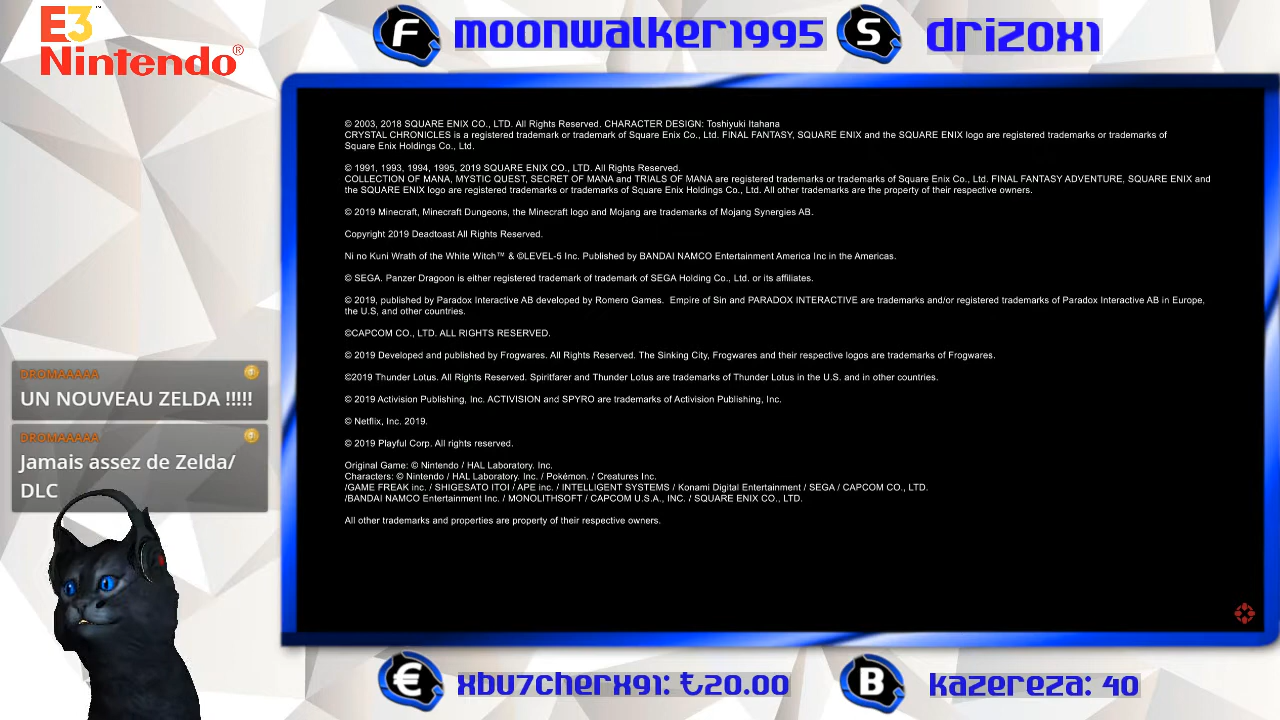 E3™
Nintendo®
F moonwalker1995
S drizox1
© 2003, 2018 SQUARE ENIX CO., LTD. All Rights Reserved. CHARACTER DESIGN: Toshiyuki Itahana
CRYSTAL CHRONICLES is a registered trademark or trademark of Square Enix Co., Ltd. FINAL FANTASY, SQUARE ENIX and the SQUARE ENIX logo are registered trademarks or trademarks of
Square Enix Holdings Co., Ltd.
© 1991, 1993, 1994, 1995, 2019 SQUARE ENIX CO., LTD. All Rights Reserved.
COLLECTION OF MANA, MYSTIC QUEST, SECRET OF MANA and TRIALS OF MANA are registered trademarks or trademarks of Square Enix Co., Ltd. FINAL FANTASY ADVENTURE, SQUARE ENIX and
the SQUARE ENIX logo are registered trademarks or trademarks of Square Enix Holdings Co., Ltd. All other trademarks are the property of their respective owners.
© 2019 Minecraft, Minecraft Dungeons, the Minecraft logo and Mojang are trademarks of Mojang Synergies AB.
Copyright 2019 Deadtoast All Rights Reserved.
Ni no Kuni Wrath of the White Witch™ & ©LEVEL-5 Inc. Published by BANDAI NAMCO Entertainment America Inc in the Americas.
© SEGA. Panzer Dragoon is either registered trademark of trademark of SEGA Holding Co., Ltd. or its affiliates.
© 2019, published by Paradox Interactive AB developed by Romero Games. Empire of Sin and PARADOX INTERACTIVE are trademarks and/or registered trademarks of Paradox Interactive AB in Europe,
the U.S, and other countries.
©CAPCOM CO., LTD. ALL RIGHTS RESERVED.
© 2019 Developed and published by Frogwares. All Rights Reserved. The Sinking City, Frogwares and their respective logos are trademarks of Frogwares.
©2019 Thunder Lotus. All Rights Reserved. Spiritfarer and Thunder Lotus are trademarks of Thunder Lotus in the U.S. and in other countries.
© 2019 Activision Publishing, Inc. ACTIVISION and SPYRO are trademarks of Activision Publishing, Inc.
© Netflix, Inc. 2019.
© 2019 Playful Corp. All rights reserved.
Original Game: © Nintendo / HAL Laboratory. Inc.
Characters: © Nintendo / HAL Laboratory. Inc. / Pokémon. / Creatures Inc.
/GAME FREAK inc. / SHIGESATO ITOI / APE inc. / INTELLIGENT SYSTEMS / Konami Digital Entertainment / SEGA / CAPCOM CO., LTD.
/BANDAI NAMCO Entertainment Inc. / MONOLITHSOFT / CAPCOM U.S.A., INC. / SQUARE ENIX CO., LTD.
All other trademarks and properties are property of their respective owners.
DROMAAAAA
UN NOUVEAU ZELDA !!!!!
DROMAAAAA
Jamais assez de Zelda/
DLC
€ xbu7cherx91: €20.00
B kazereza: 40